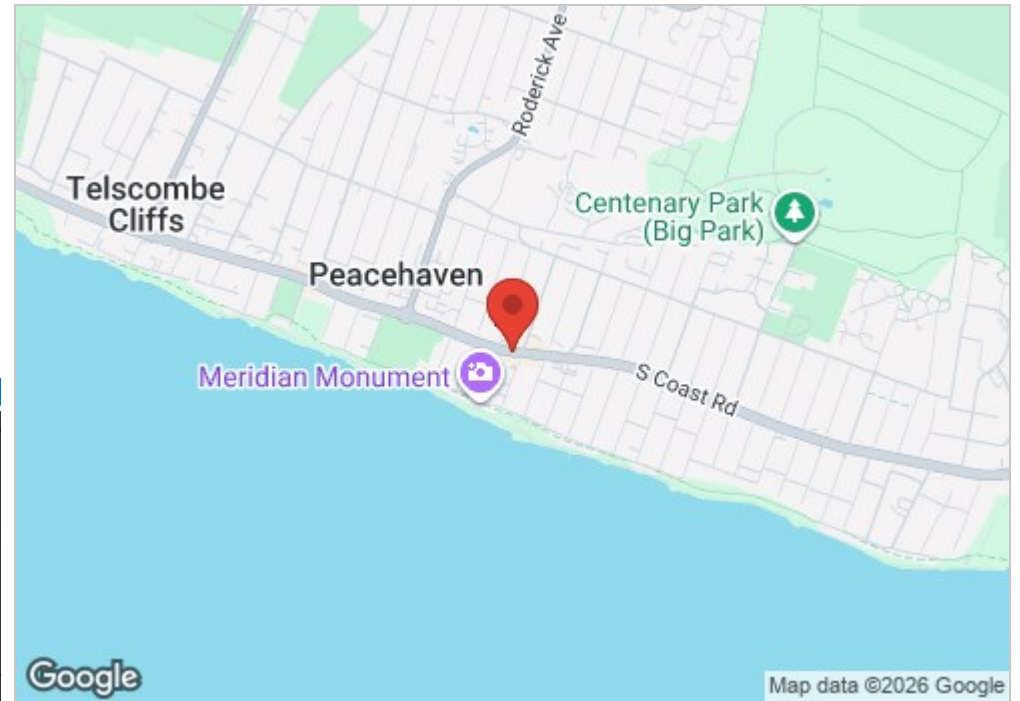 Roderick Ave
Telscombe
Cliffs
Centenary Park
(Big Park)
Peacehaven
Meridian Monument
S Coast Rd
Google
Map data ©2026 Google